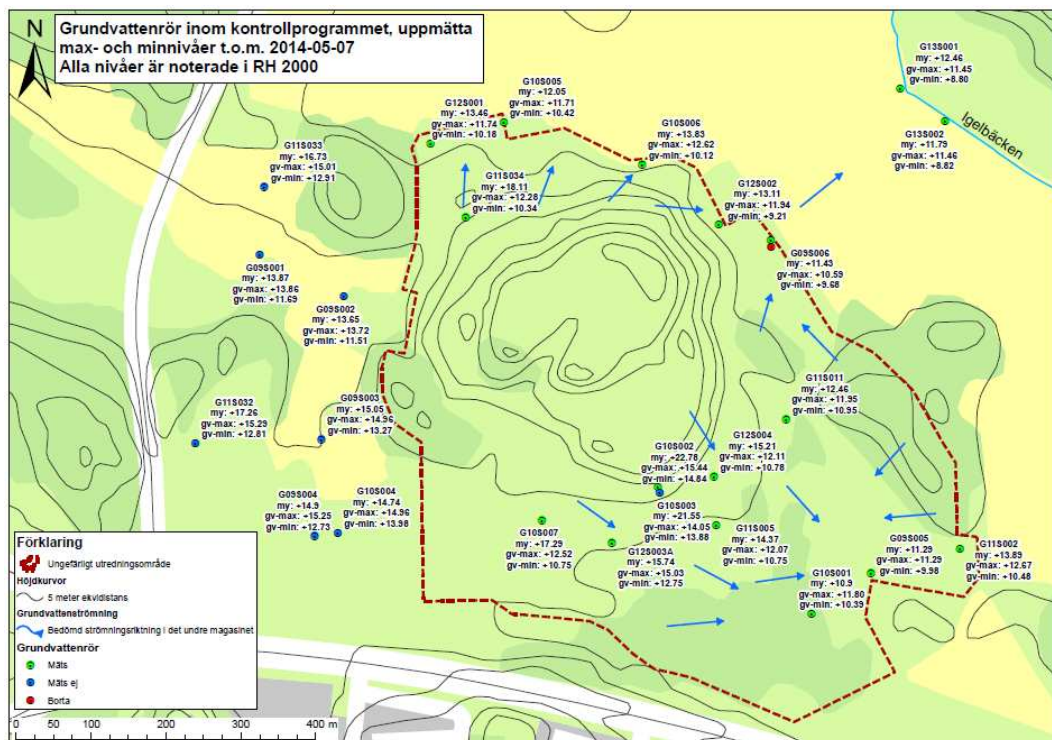 N
Grundvattenrör inom kontrollprogrammet, uppmätta
max- och minnivåer t.o.m. 2014-05-07
Alla nivåer är noterade i RH 2000
G13S001
my: +12.46
gv-max: +11.45
gv-min: +8.80
G10S005
my: +12.05
gv-max: +11.71
gv-min: +10.42
G12S001
my: +13.46
gv-max: +11.74
gv-min: +10.18
G10S006
my: +13.83
gv-max: +12.62
gv-min: +10.12
G13S002
my: +11.79
gv-max: +11.46
gv-min: +8.82
Igelbäcken
G11S033
my: +16.73
gv-max: +15.01
gv-min: +12.91
G11S034
my: +18.11
gv-max: +12.28
gv-min: +10.34
G12S002
my: +13.11
gv-max: +11.94
gv-min: +9.21
G09S006
my: +11.43
gv-max: +10.59
gv-min: +9.68
G09S001
my: +13.87
gv-max: +13.86
gv-min: +11.69
G09S002
my: +13.65
gv-max: +13.72
gv-min: +11.51
G11S011
my: +12.46
gv-max: +11.95
gv-min: +10.95
G09S003
my: +15.05
gv-max: +14.96
gv-min: +13.27
G11S032
my: +17.26
gv-max: +15.29
gv-min: +12.81
G12S004
my: +15.21
gv-max: +12.11
gv-min: +10.78
G10S002
my: +22.78
gv-max: +15.44
gv-min: +14.84
G09S004
my: +14.9
gv-max: +15.25
gv-min: +12.73
G10S004
my: +14.74
gv-max: +14.96
gv-min: +13.98
G10S003
my: +21.55
gv-max: +14.05
gv-min: +13.88
G11S005
my: +14.37
gv-max: +12.07
gv-min: +10.75
G10S007
my: +17.29
gv-max: +12.52
gv-min: +10.75
G12S003A
my: +15.74
gv-max: +15.03
gv-min: +12.75
G09S005
my: +11.29
gv-max: +11.29
gv-min: +9.98
G11S002
my: +13.89
gv-max: +12.67
gv-min: +10.48
G10S001
my: +10.9
gv-max: +11.80
gv-min: +10.39
Förklaring
Ungefärligt utredningsområde
Höjdkurvor
5 meter ekvidistans
Grundvattenströmning
Bedömd strömningsriktning i det undre magasinet
Grundvattenrör
Mäts
Mäts ej
Borta
0 50 100 200 300 400 m